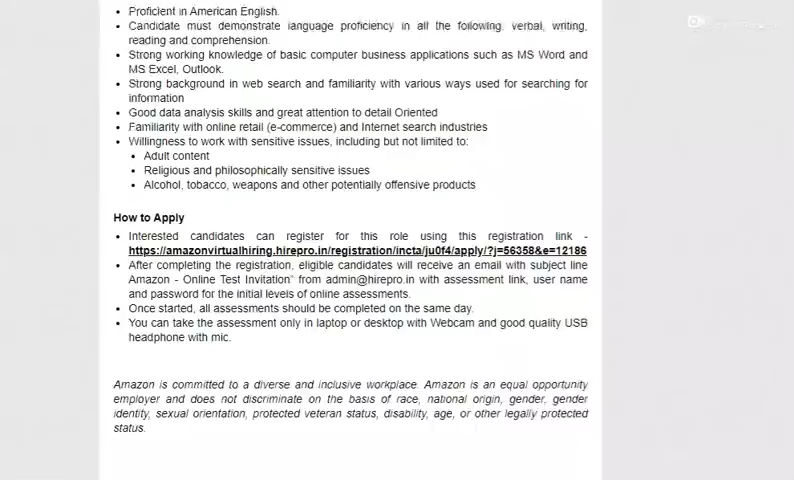 Proficient in American English.
Candidate must demonstrate language proficiency in all the following, verbal, writing,
reading and comprehension.
Strong working knowledge of basic computer business applications such as MS Word and
MS Excel, Outlook.
Strong background in web search and familiarity with various ways used for searching for
information
Good data analysis skills and great attention to detail Oriented
Familiarity with online retail (e-commerce) and Internet search industries
Willingness to work with sensitive issues, including but not limited to:
Adult content
Religious and philosophically sensitive issues
Alcohol, tobacco, weapons and other potentially offensive products
How to Apply
Interested candidates can register for this role using this registration link -
https://amazonvirtualhiring.hirepro.in/registration/incta/ju0f4/apply/?j=56358&e=12186
After completing the registration, eligible candidates will receive an email with subject line
Amazon - Online Test Invitation" from admin@hirepro.in with assessment link, user name
and password for the initial levels of online assessments.
Once started, all assessments should be completed on the same day.
You can take the assessment only in laptop or desktop with Webcam and good quality USB
headphone with mic.
Amazon is committed to a diverse and inclusive workplace. Amazon is an equal opportunity
employer and does not discriminate on the basis of race, national origin, gender, gender
identity, sexual orientation, protected veteran status, disability, age, or other legally protected
status.